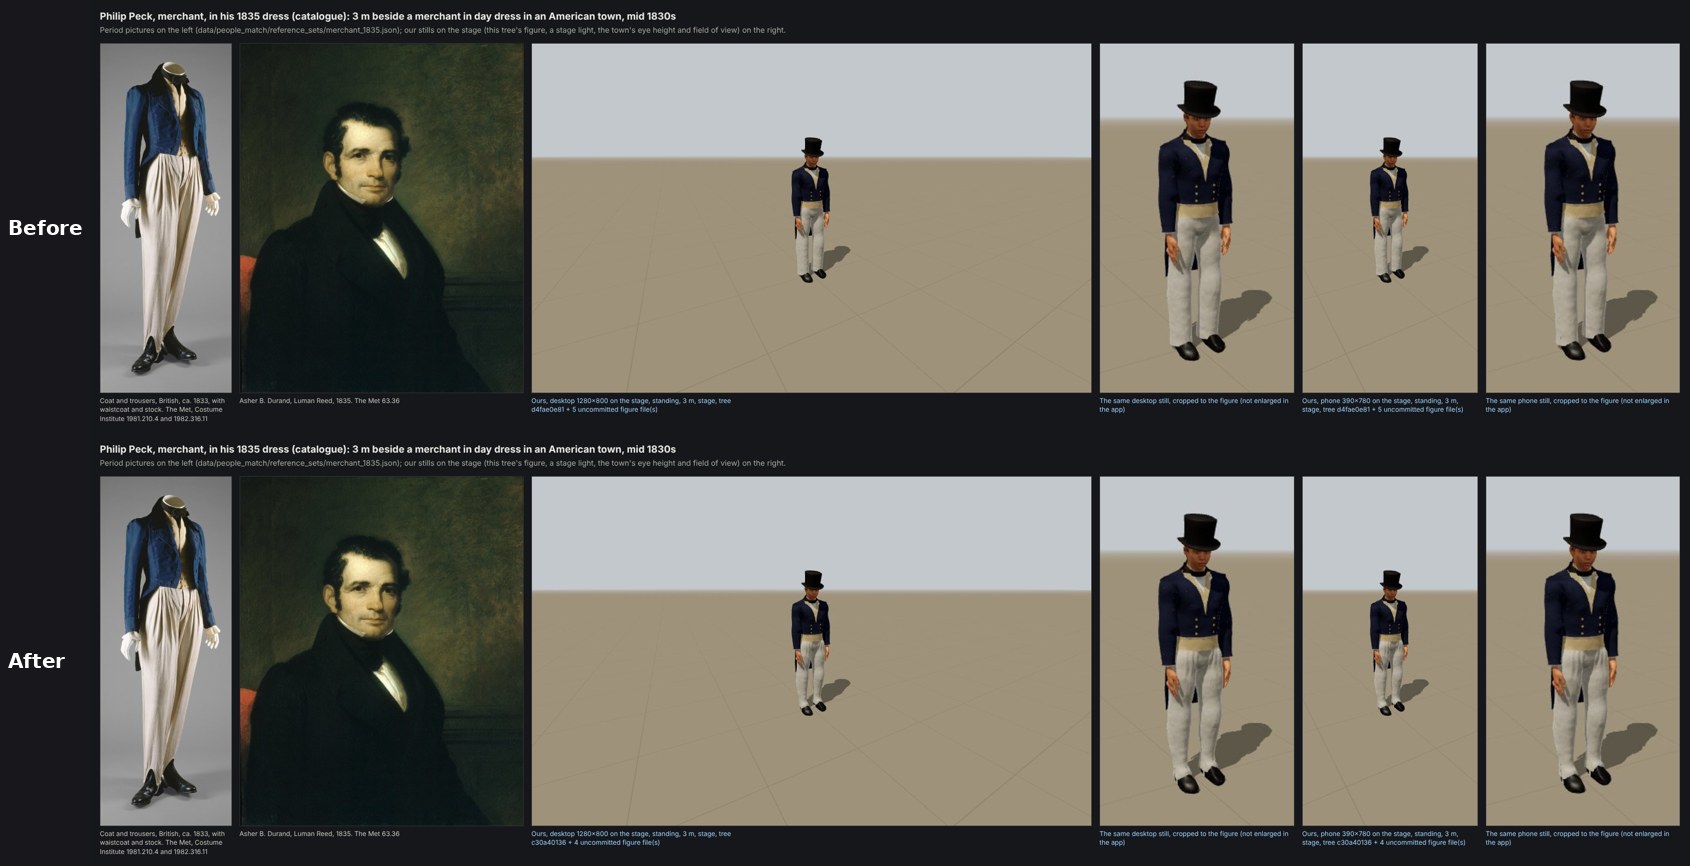 Before
Philip Peck, merchant, in his 1835 dress (catalogue): 3 m beside a merchant in day dress in an American town, mid 1830s
Period pictures on the left (data/people_match/reference_sets/merchant_1835.json); our stills on the stage (this tree's figure, a stage light, the town's eye height and field of view) on the right.
Coat and trousers, British, ca. 1833, with
waistcoat and stock. The Met, Costume
Institute 1981.210.4 and 1982.316.11
Asher B. Durand, Luman Reed, 1835. The Met 63.36
Ours, desktop 1280×800 on the stage, standing, 3 m, stage, tree
d4fae0e81 + 5 uncommitted figure file(s)
The same desktop still, cropped to the figure (not enlarged in
the app)
Ours, phone 390×780 on the stage, standing, 3 m,
stage, tree d4fae0e81 + 5 uncommitted figure file(s)
The same phone still, cropped to the figure (not enlarged in
the app)
After
Philip Peck, merchant, in his 1835 dress (catalogue): 3 m beside a merchant in day dress in an American town, mid 1830s
Period pictures on the left (data/people_match/reference_sets/merchant_1835.json); our stills on the stage (this tree's figure, a stage light, the town's eye height and field of view) on the right.
Coat and trousers, British, ca. 1833, with
waistcoat and stock. The Met, Costume
Institute 1981.210.4 and 1982.316.11
Asher B. Durand, Luman Reed, 1835. The Met 63.36
Ours, desktop 1280×800 on the stage, standing, 3 m, stage, tree
c30a40136 + 4 uncommitted figure file(s)
The same desktop still, cropped to the figure (not enlarged in
the app)
Ours, phone 390×780 on the stage, standing, 3 m,
stage, tree c30a40136 + 4 uncommitted figure file(s)
The same phone still, cropped to the figure (not enlarged in
the app)